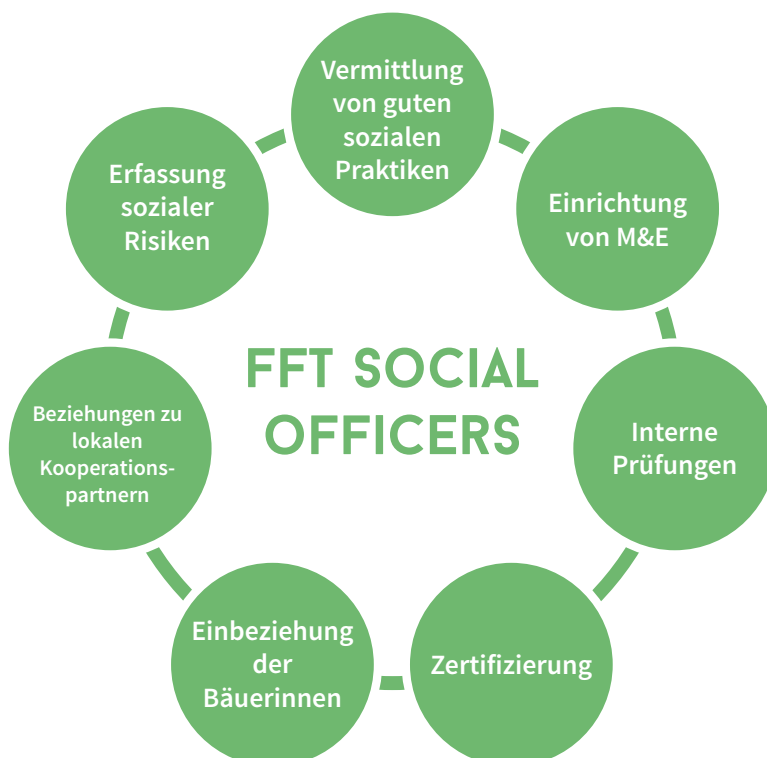 Vermittlung
von guten
sozialen
Praktiken
Einrichtung
von M&E
Interne
Prüfungen
Zertifizierung
Einbeziehung
der
Bäuerinnen
Beziehungen zu
lokalen
Kooperations-
partnern
Erfassung
sozialer
Risiken
FFT SOCIAL
OFFICERS